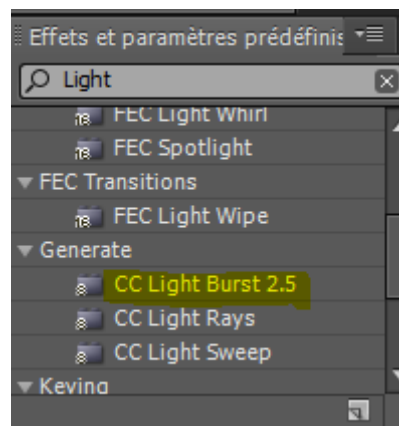 Effets et paramètres prédéfinis
Light
FEC Light Whirl
FEC Spotlight
FEC Transitions
FEC Light Wipe
Generate
CC Light Burst 2.5
CC Light Rays
CC Light Sweep
Keying